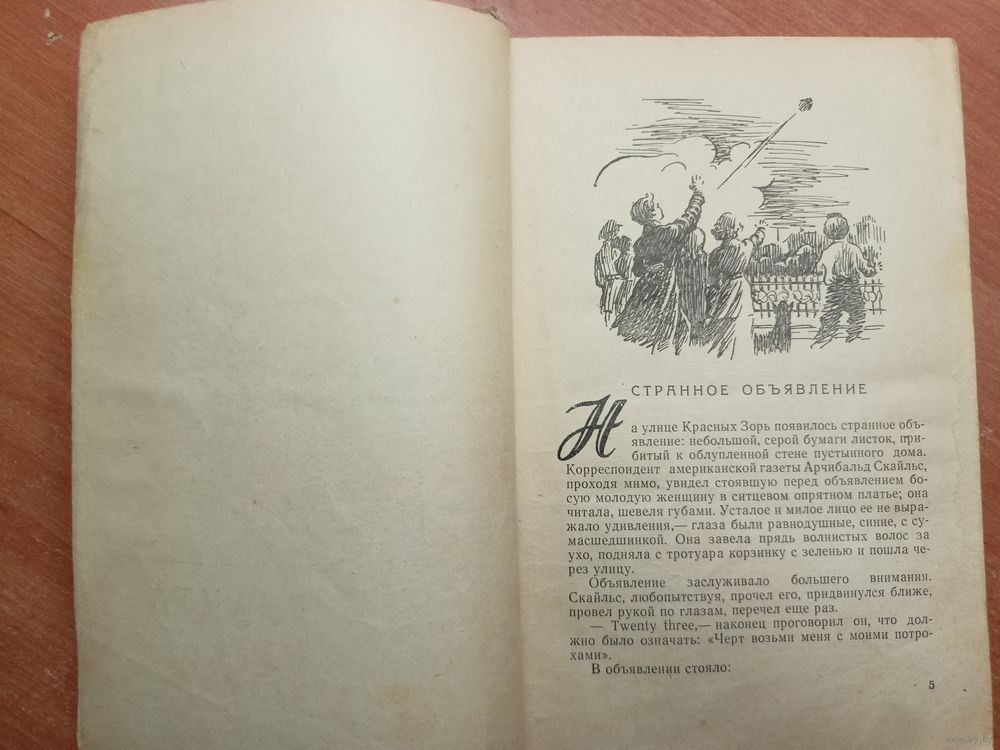 СТРАННОЕ ОБЪЯВЛЕНИЕ
На улице Красных Зорь появилось странное объ-
явление: небольшой, серой бумаги листок, при-
битый к облупленной стене пустынного дома.
Корреспондент американской газеты Арчибальд Скайльс,
проходя мимо, увидел стоявшую перед объявлением бо-
сую молодую женщину в ситцевом опрятном платье; она
читала, шевеля губами. Усталое и милое лицо ее не выра-
жало удивления,— глаза были равнодушные, синие, с су-
масшедшинкой. Она завела прядь волнистых волос за
ухо, подняла с тротуара корзинку с зеленью и пошла че-
рез улицу.
Объявление заслуживало большего внимания.
Скайльс, любопытствуя, прочел его, придвинулся ближе,
провел рукой по глазам, перечел еще раз.
— Twenty three,— наконец проговорил он, что дол-
жно было означать: «Черт возьми меня с моими потро-
хами».
В объявлении стояло:
5
www.ay.by